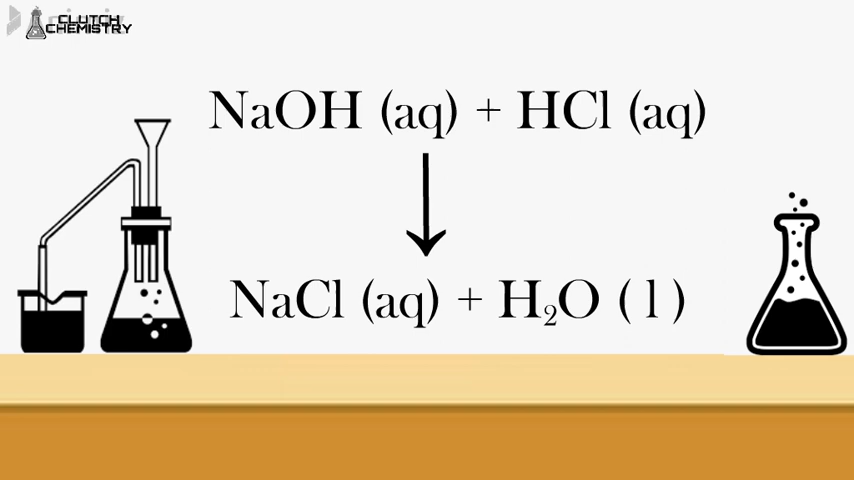 CLUTCH
CHEMISTRY
NaOH (aq) + HCl (aq)
NaCl (aq) + H₂O ( l )